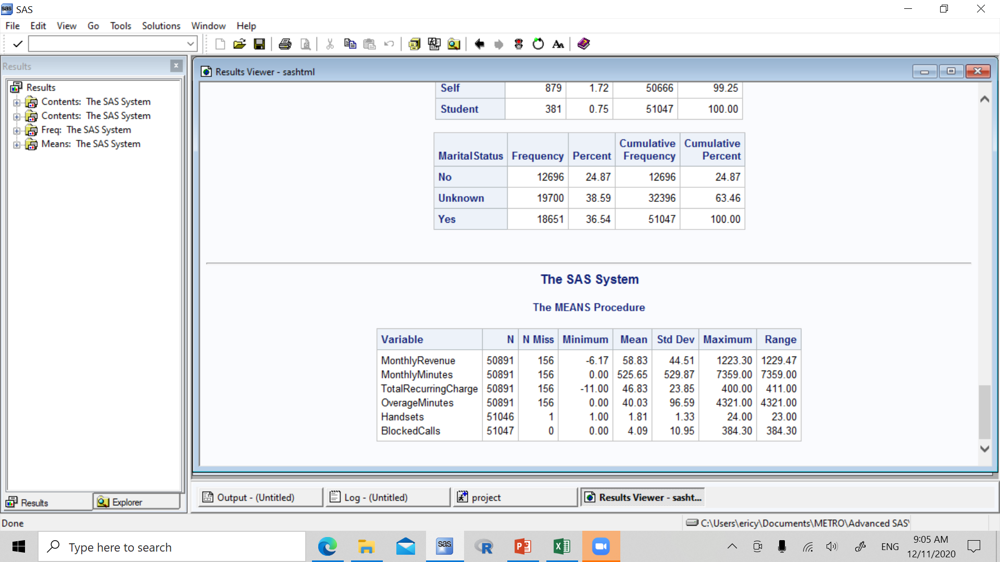 SAS
File Edit View Go Tools Solutions Window Help
Results
Results Viewer - sashtml
Results
Contents: The SAS System
Contents: The SAS System
Freq: The SAS System
Means: The SAS System
Self 879 1.72 50666 99.25
Student 381 0.75 51047 100.00
MaritalStatus Frequency Percent Cumulative Frequency Cumulative Percent
No 12696 24.87 12696 24.87
Unknown 19700 38.59 32396 63.46
Yes 18651 36.54 51047 100.00
The SAS System
The MEANS Procedure
Variable N N Miss Minimum Mean Std Dev Maximum Range
MonthlyRevenue 50891 156 -6.17 58.83 44.51 1223.30 1229.47
MonthlyMinutes 50891 156 0.00 525.65 529.87 7359.00 7359.00
TotalRecurringCharge 50891 156 -11.00 46.83 23.85 400.00 411.00
OverageMinutes 50891 156 0.00 40.03 96.59 4321.00 4321.00
Handsets 51046 1 1.00 1.81 1.33 24.00 23.00
BlockedCalls 51047 0 0.00 4.09 10.95 384.30 384.30
Results Explorer
Output - (Untitled) Log - (Untitled) project Results Viewer - sasht...
Done C:\Users\ericy\Documents\METRO\Advanced SAS\
Type here to search
sas
ENG
9:05 AM
12/11/2020